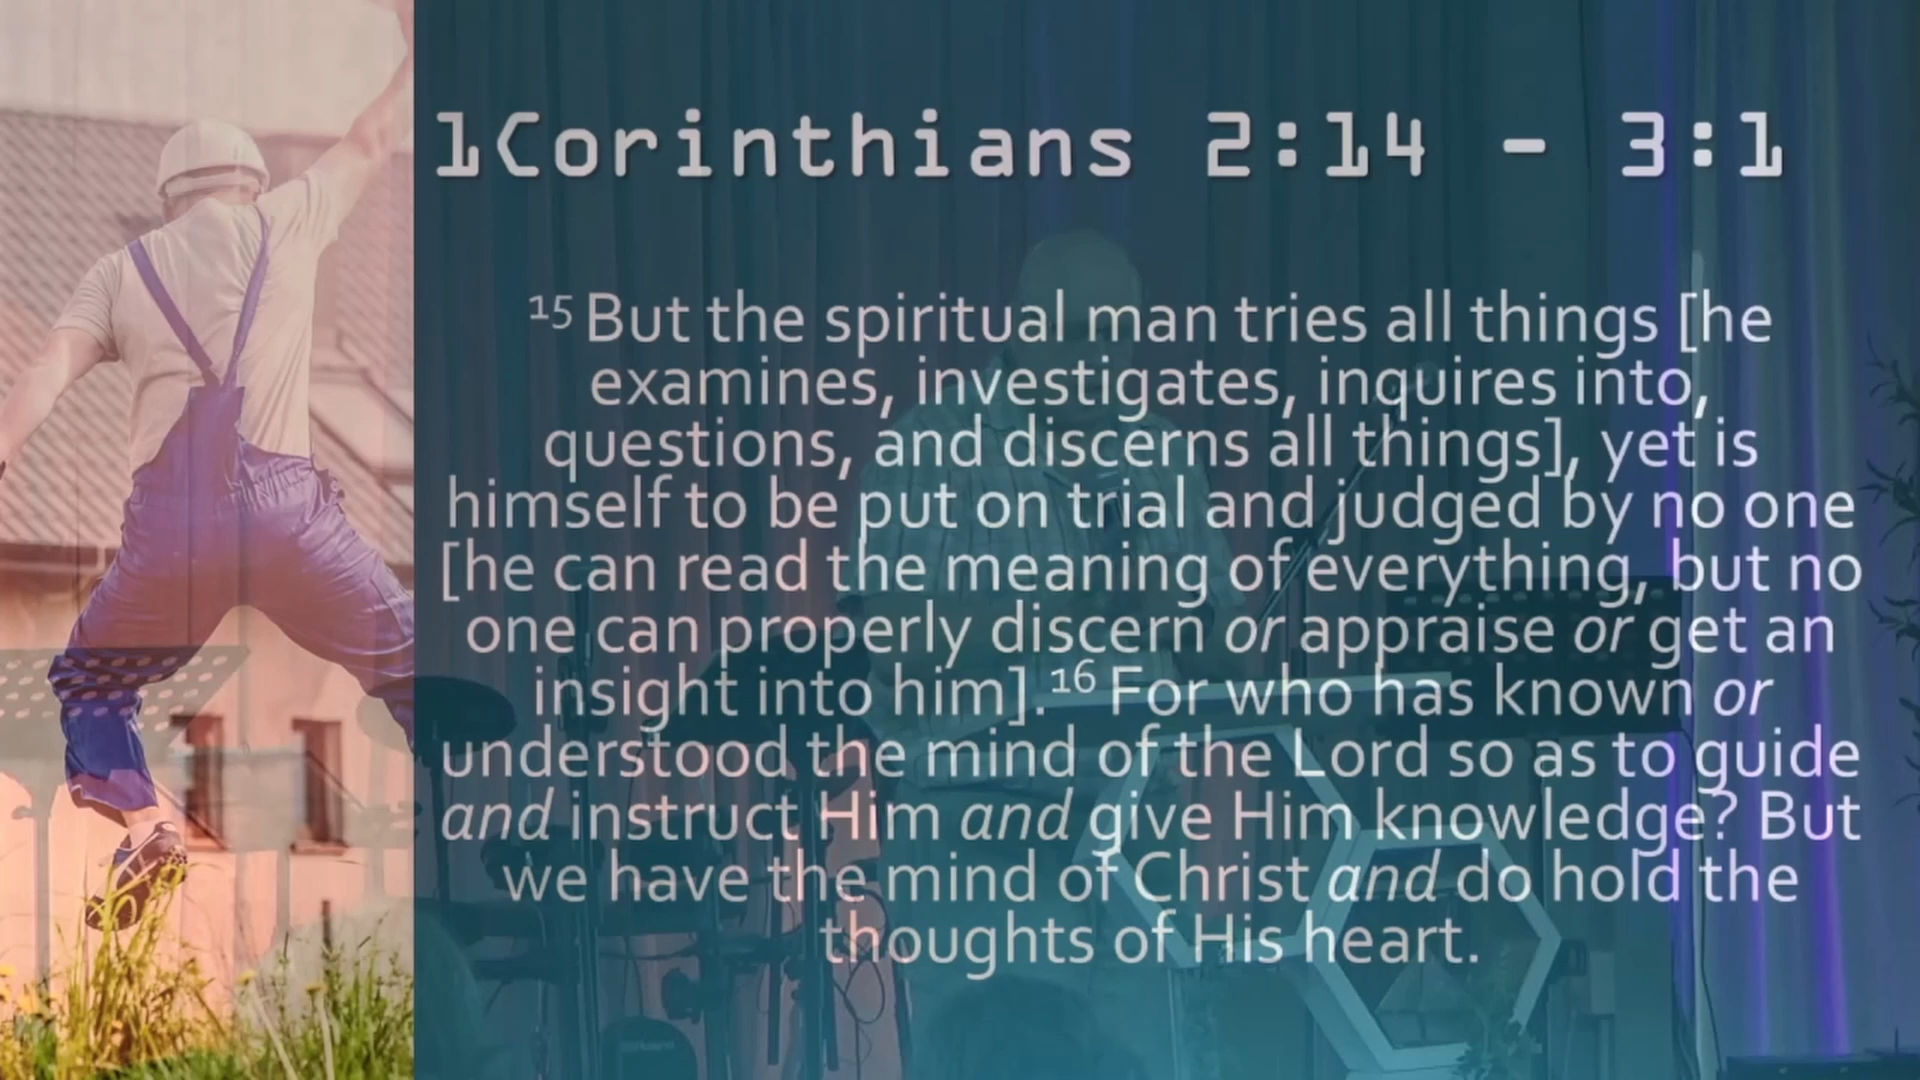 1Corinthians 2:14 - 3:1
15 But the spiritual man tries all things [he
examines, investigates, inquires into,
questions, and discerns all things], yet is
himself to be put on trial and judged by no one
[he can read the meaning of everything, but no
one can properly discern or appraise or get an
insight into him]. 16 For who has known or
understood the mind of the Lord so as to guide
and instruct Him and give Him knowledge? But
we have the mind of Christ and do hold the
thoughts of His heart.